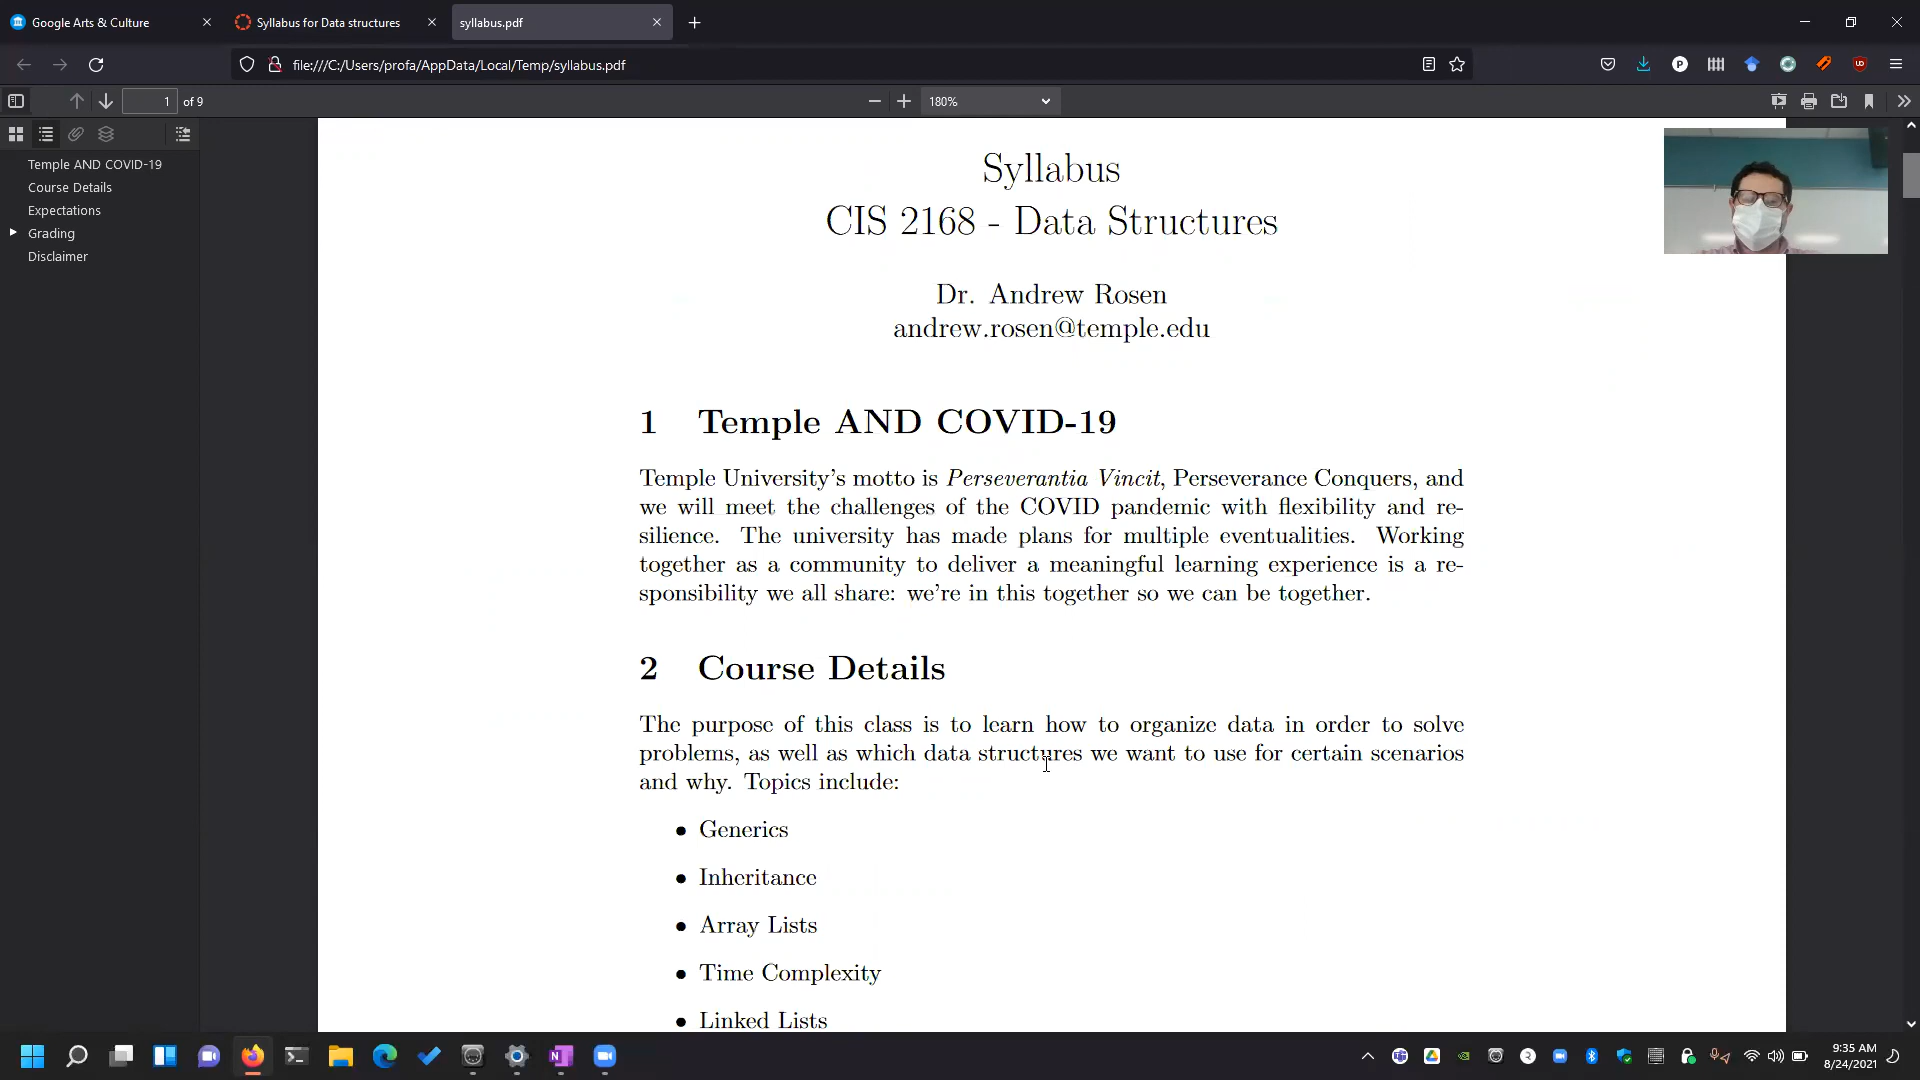 Google Arts & Culture
Syllabus for Data structures
syllabus.pdf
file:///C:/Users/profa/AppData/Local/Temp/syllabus.pdf
1 of 9
180%
Temple AND COVID-19
Course Details
Expectations
Grading
Disclaimer
Syllabus
CIS 2168 - Data Structures
Dr. Andrew Rosen
andrew.rosen@temple.edu
1 Temple AND COVID-19
Temple University's motto is Perseverantia Vincit, Perseverance Conquers, and
we will meet the challenges of the COVID pandemic with flexibility and re-
silience. The university has made plans for multiple eventualities. Working
together as a community to deliver a meaningful learning experience is a re-
sponsibility we all share: we're in this together so we can be together.
2 Course Details
The purpose of this class is to learn how to organize data in order to solve
problems, as well as which data structures we want to use for certain scenarios
and why. Topics include:
• Generics
• Inheritance
• Array Lists
• Time Complexity
• Linked Lists
9:35 AM
8/24/2021